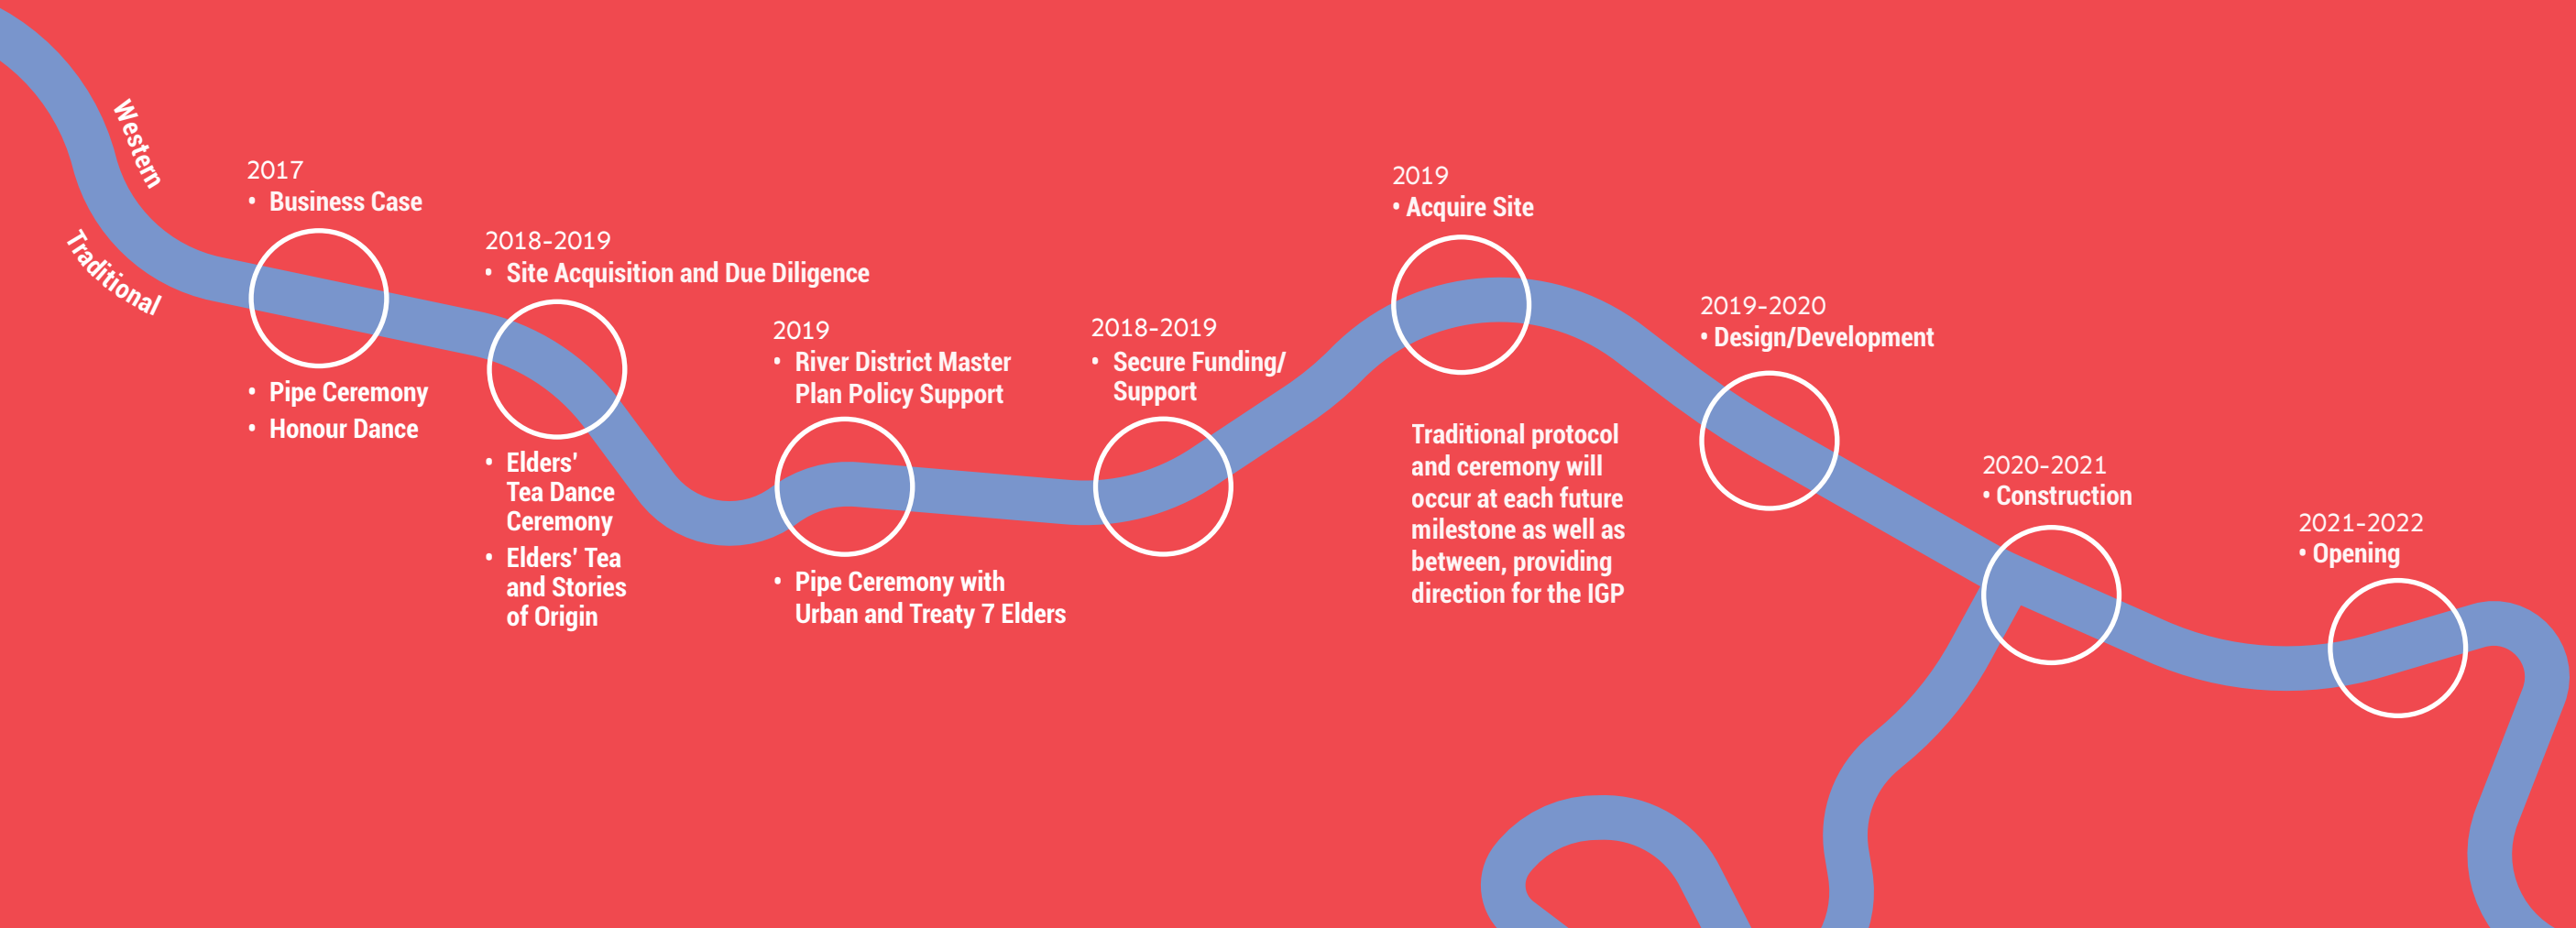 Western
Traditional
2017
• Business Case
• Pipe Ceremony
• Honour Dance
2018-2019
• Site Acquisition and Due Diligence
• Elders’
Tea Dance
Ceremony
• Elders’ Tea
and Stories
of Origin
2019
• River District Master
Plan Policy Support
• Pipe Ceremony with
Urban and Treaty 7 Elders
2018-2019
• Secure Funding/
Support
2019
• Acquire Site
Traditional protocol
and ceremony will
occur at each future
milestone as well as
between, providing
direction for the IGP
2019-2020
• Design/Development
2020-2021
• Construction
2021-2022
• Opening